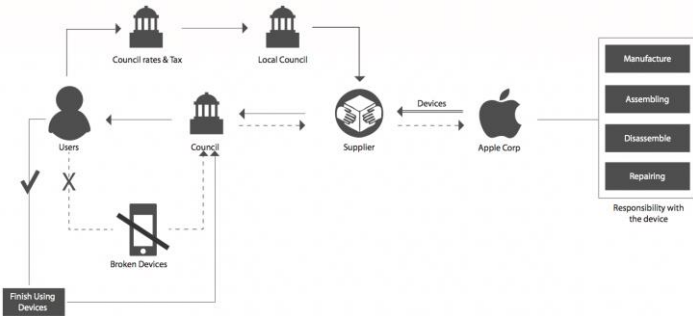 Council rates & Tax
Local Council
Manufacture
Devices
Assembling
Users
Council
Supplier
Apple Corp
Disassemble
X
Repairing
Responsibility with
the device
Broken Devices
Finish Using
Devices